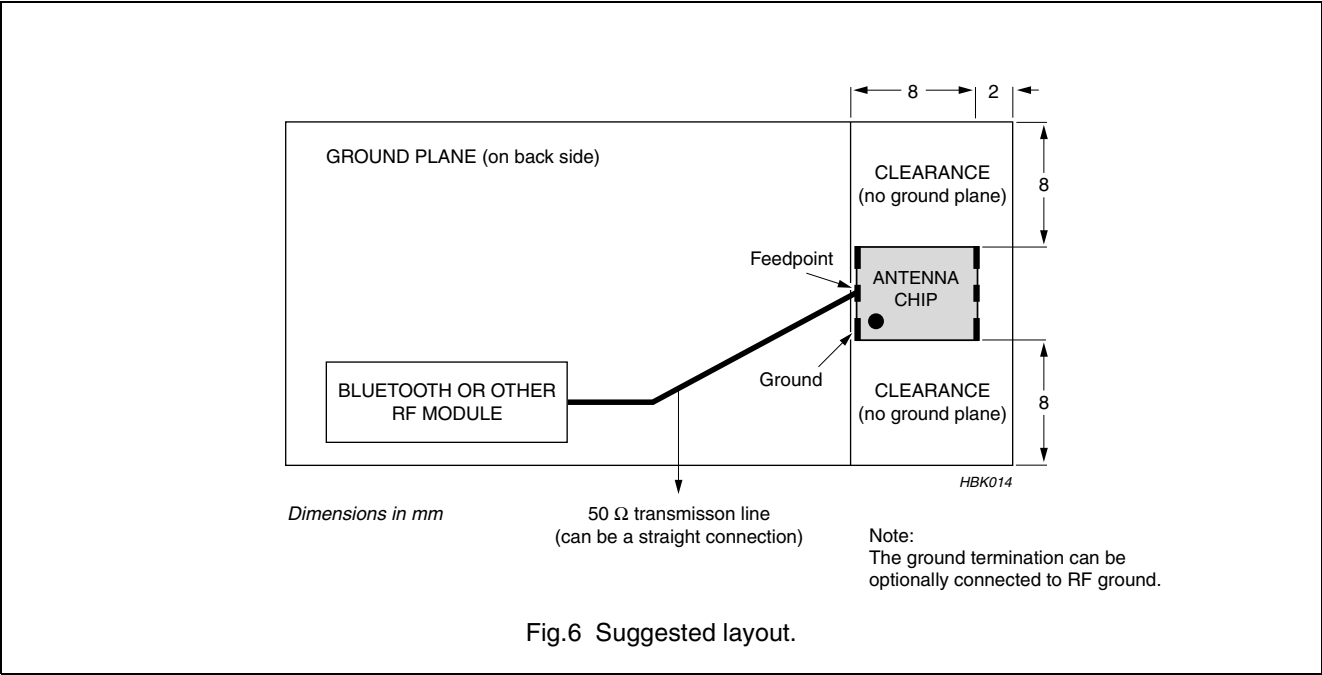 8
2
GROUND PLANE (on back side)
CLEARANCE
(no ground plane)
8
Feedpoint
ANTENNA
CHIP
Ground
BLUETOOTH OR OTHER
RF MODULE
CLEARANCE
(no ground plane)
8
HBK014
Dimensions in mm
50 Ω transmisson line
(can be a straight connection)
Note:
The ground termination can be
optionally connected to RF ground.
Fig.6 Suggested layout.